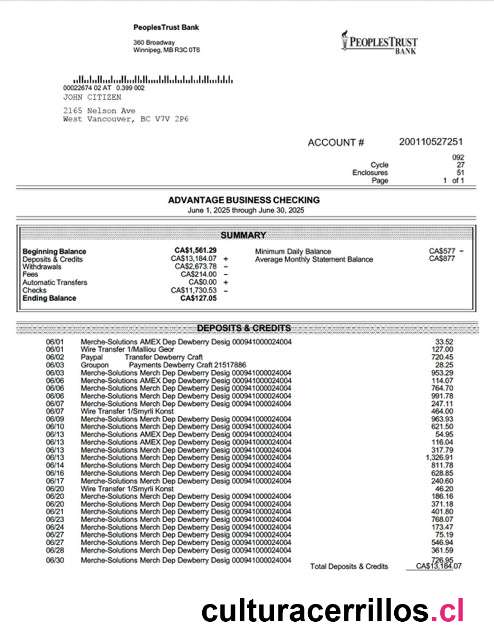 PeoplesTrust Bank
360 Broadway
Winnipeg, MB R3C 0T6
PEOPLESTRUST
BANK
00022674 02 AT 0.399 002
JOHN CITIZEN
2165 Nelson Ave
West Vancouver, BC V7V 2P6
ACCOUNT # 200110527251
092
Cycle 27
Enclosures 51
Page 1 of 1
ADVANTAGE BUSINESS CHECKING
June 1, 2025 through June 30, 2025
SUMMARY
Beginning Balance CA$1,561.29 Minimum Daily Balance CA$577 –
Deposits & Credits CA$13,184.07 + Average Monthly Statement Balance CA$877
Withdrawals CA$2,673.78 –
Fees CA$214.00 –
Automatic Transfers CA$0.00 +
Checks CA$11,730.53 –
Ending Balance CA$127.05
DEPOSITS & CREDITS
06/01 Merche-Solutions AMEX Dep Dewberry Desig 000941000024004 33.52
06/01 Wire Transfer 1/Malliou Geor 127.00
06/02 Paypal Transfer Dewberry Craft 720.45
06/03 Groupon Payments Dewberry Craft 21517886 28.25
06/03 Merche-Solutions Merch Dep Dewberry Desig 000941000024004 953.29
06/06 Merche-Solutions AMEX Dep Dewberry Desig 000941000024004 114.07
06/06 Merche-Solutions Merch Dep Dewberry Desig 000941000024004 764.70
06/06 Merche-Solutions Merch Dep Dewberry Desig 000941000024004 991.78
06/07 Merche-Solutions Merch Dep Dewberry Desig 000941000024004 247.11
06/07 Wire Transfer 1/Smyrli Konst 464.00
06/09 Merche-Solutions Merch Dep Dewberry Desig 000941000024004 963.93
06/10 Merche-Solutions Merch Dep Dewberry Desig 000941000024004 621.50
06/13 Merche-Solutions AMEX Dep Dewberry Desig 000941000024004 54.95
06/13 Merche-Solutions AMEX Dep Dewberry Desig 000941000024004 116.04
06/13 Merche-Solutions Merch Dep Dewberry Desig 000941000024004 317.79
06/13 Merche-Solutions Merch Dep Dewberry Desig 000941000024004 1,326.91
06/14 Merche-Solutions Merch Dep Dewberry Desig 000941000024004 811.78
06/16 Merche-Solutions Merch Dep Dewberry Desig 000941000024004 628.85
06/17 Merche-Solutions Merch Dep Dewberry Desig 000941000024004 240.60
06/20 Wire Transfer 1/Smyrli Konst 46.20
06/20 Merche-Solutions Merch Dep Dewberry Desig 000941000024004 186.16
06/20 Merche-Solutions Merch Dep Dewberry Desig 000941000024004 371.18
06/21 Merche-Solutions Merch Dep Dewberry Desig 000941000024004 401.80
06/23 Merche-Solutions Merch Dep Dewberry Desig 000941000024004 768.07
06/24 Merche-Solutions Merch Dep Dewberry Desig 000941000024004 173.47
06/27 Merche-Solutions Merch Dep Dewberry Desig 000941000024004 75.19
06/27 Merche-Solutions Merch Dep Dewberry Desig 000941000024004 546.94
06/28 Merche-Solutions Merch Dep Dewberry Desig 000941000024004 361.59
06/30 Merche-Solutions Merch Dep Dewberry Desig 000941000024004 726.95
Total Deposits & Credits CA$13,184.07
culturacerrillos.cl